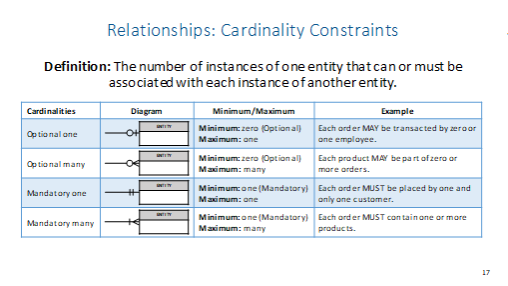 Relationships: Cardinality Constraints
Definition: The number of instances of one entity that can or must be
associated with each instance of another entity.
Cardinalities Diagram Minimum/Maximum Example
Optional one ENTITY Minimum: zero (Optional) Each order MAY be transacted by zero or
Maximum: one one employee.
Optional many ENTITY Minimum: zero (Optional) Each product MAY be part of zero or
Maximum: many more orders.
Mandatory one ENTITY Minimum: one (Mandatory) Each order MUST be placed by one and
Maximum: one only one customer.
Mandatory many ENTITY Minimum: one (Mandatory) Each order MUST contain one or more
Maximum: many products.
17